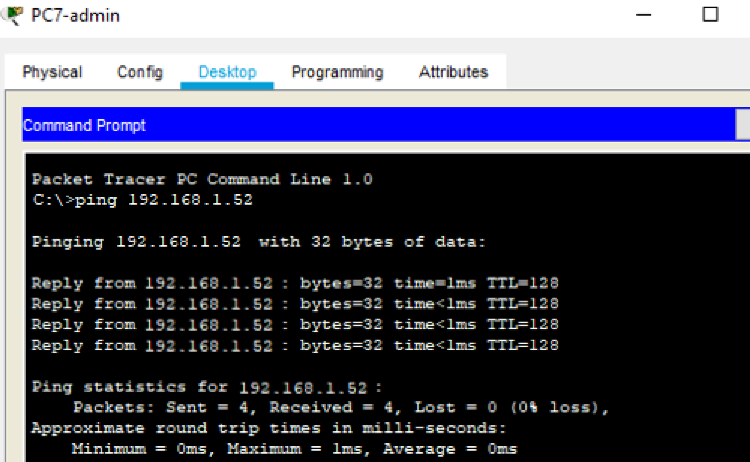 PC7-admin
Physical Config Desktop Programming Attributes
Command Prompt
Packet Tracer PC Command Line 1.0
C:\>ping 192.168.1.52
Pinging 192.168.1.52 with 32 bytes of data:
Reply from 192.168.1.52 : bytes=32 time=1ms TTL=128
Reply from 192.168.1.52 : bytes=32 time<1ms TTL=128
Reply from 192.168.1.52 : bytes=32 time<1ms TTL=128
Reply from 192.168.1.52 : bytes=32 time<1ms TTL=128
Ping statistics for 192.168.1.52 :
Packets: Sent = 4, Received = 4, Lost = 0 (0% loss),
Approximate round trip times in milli-seconds:
Minimum = 0ms, Maximum = 1ms, Average = 0ms